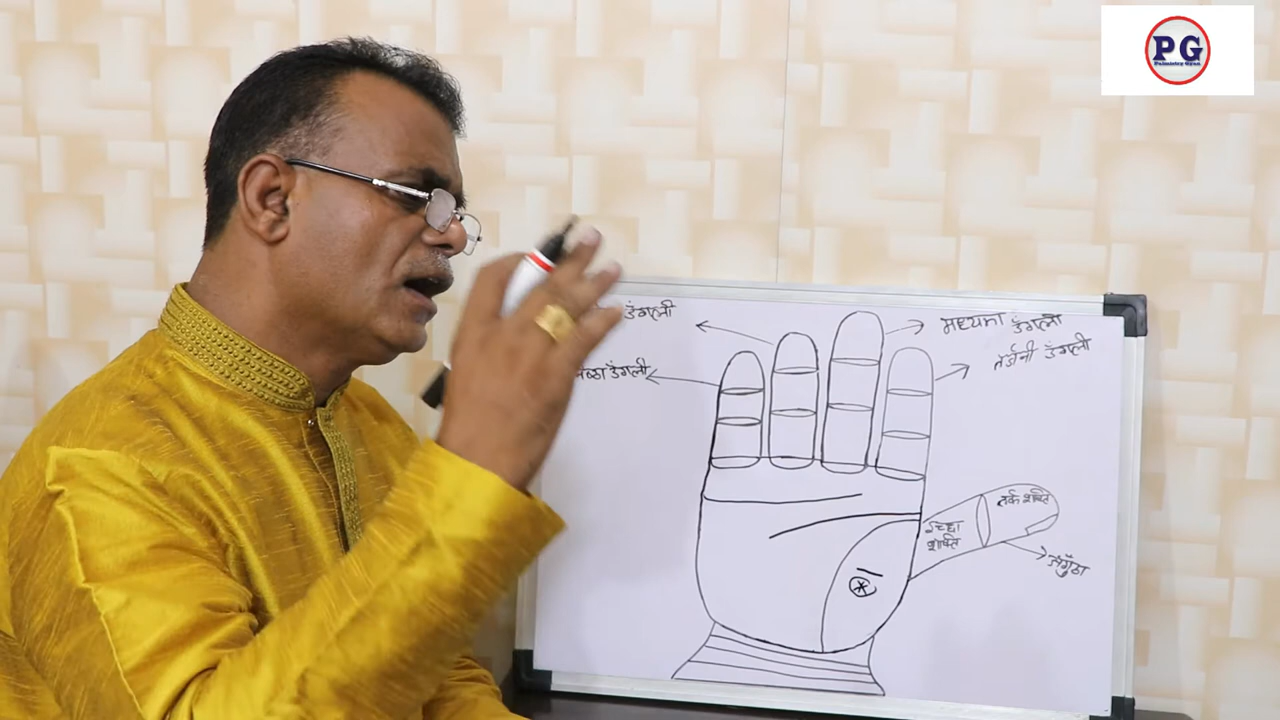 PG
Palmistry Gyan
उंगली
मध्यमा उंगली
तर्जनी उंगली
उंगली
तर्क शक्ति
इच्छा
शक्ति
अंगुँठा